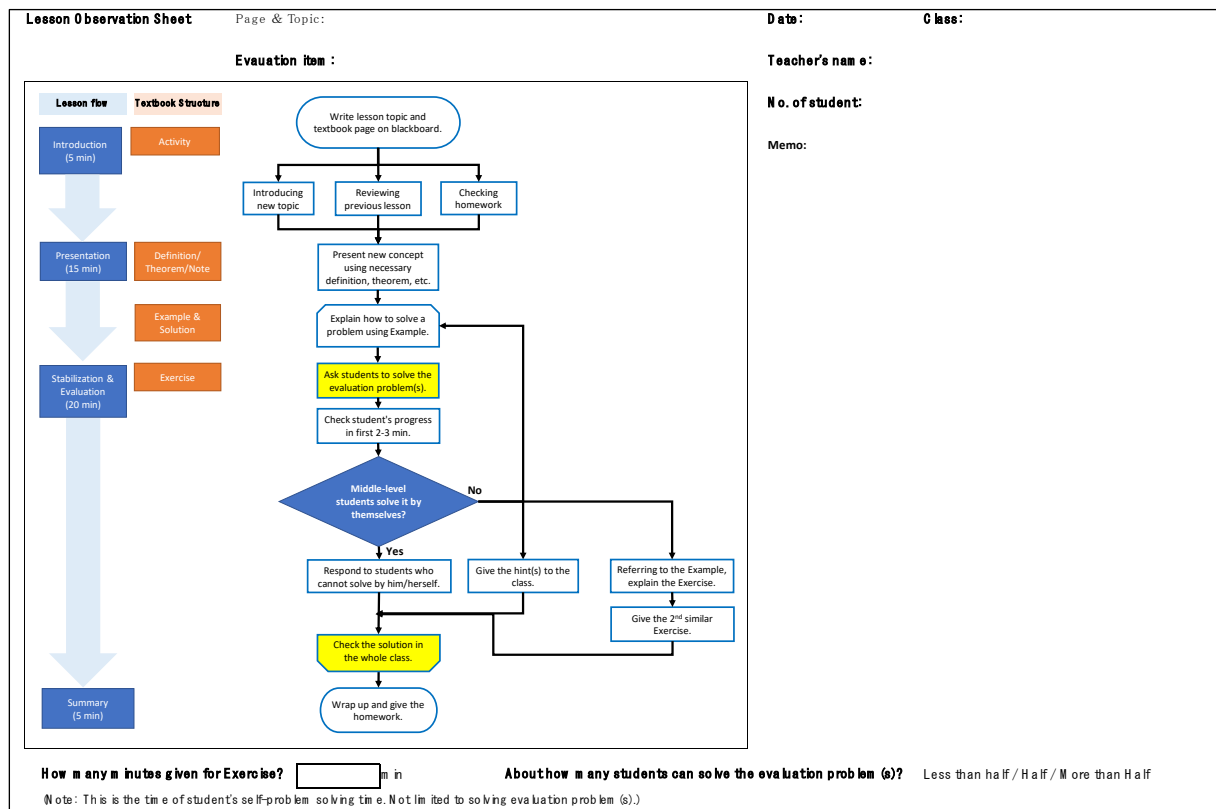 Lesson Observation Sheet
Page & Topic:
Date:
Class:
Evauation item:
Teacher's name:
No. of student:
Memo:
Lesson flow
Textbook Structure
Introduction
(5 min)
Activity
Write lesson topic and
textbook page on blackboard.
Introducing
new topic
Reviewing
previous lesson
Checking
homework
Presentation
(15 min)
Definition/
Theorem/Note
Present new concept
using necessary
definition, theorem, etc.
Example &
Solution
Explain how to solve a
problem using Example.
Stabilization &
Evaluation
(20 min)
Exercise
Ask students to solve the
evaluation problem(s).
Check student's progress
in first 2-3 min.
Middle-level
students solve it by
themselves?
No
Yes
Respond to students who
cannot solve by him/herself.
Give the hint(s) to the
class.
Referring to the Example,
explain the Exercise.
Give the 2nd similar
Exercise.
Check the solution in
the whole class.
Summary
(5 min)
Wrap up and give the
homework.
How many minutes given for Exercise? min
About how many students can solve the evaluation problem(s)? Less than half / Half / More than Half
(Note: This is the time of student's self-problem solving time. Not limited to solving evaluation problem(s).)